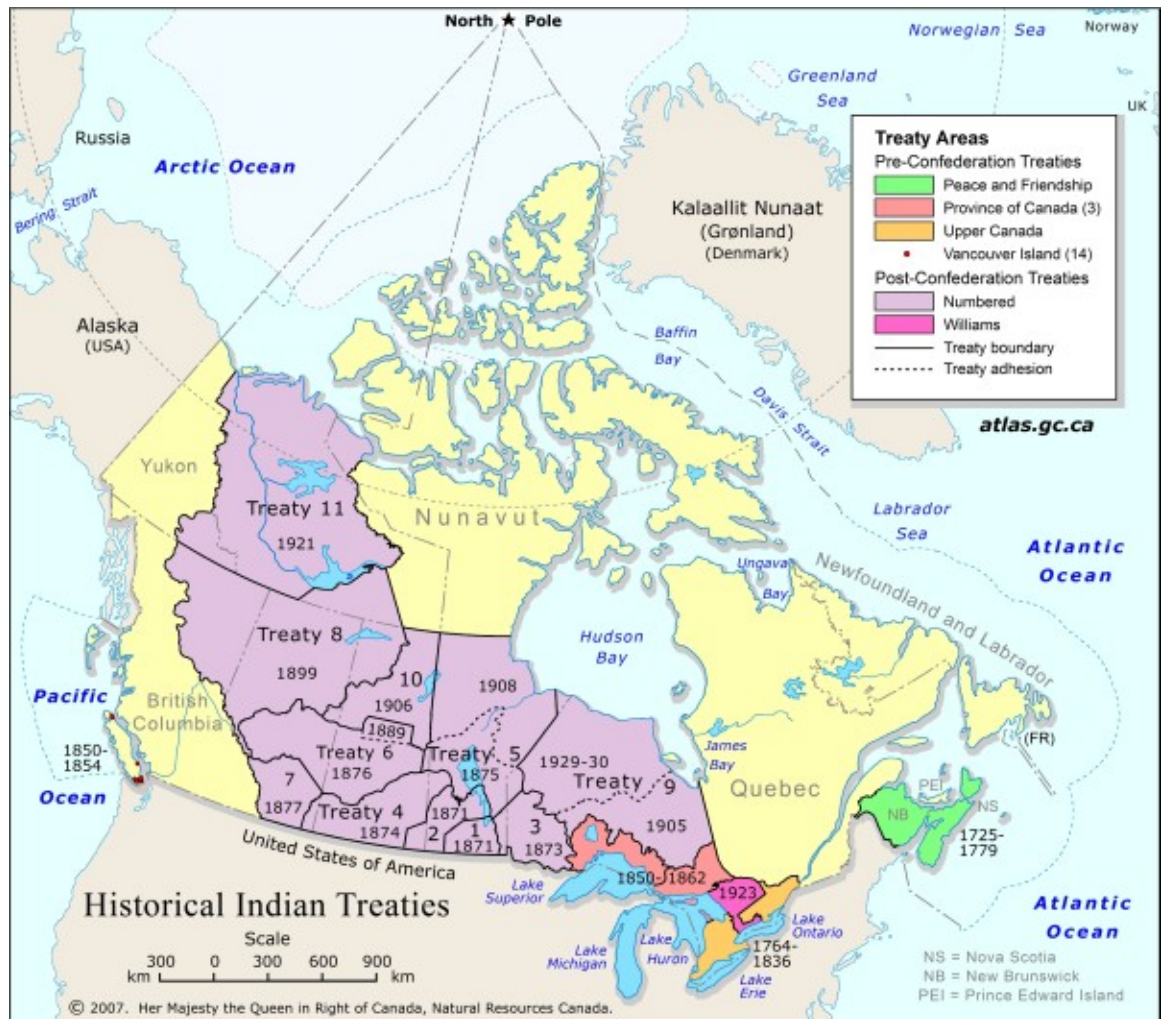 North ★ Pole
Norwegian Sea
Norway
Greenland
Sea
UK
Russia
Arctic Ocean
Bering Strait
Kalaallit Nunaat
(Grønland)
(Denmark)
Treaty Areas
Pre-Confederation Treaties
Peace and Friendship
Province of Canada (3)
Upper Canada
Vancouver Island (14)
Post-Confederation Treaties
Numbered
Williams
Treaty boundary
Treaty adhesion
atlas.gc.ca
Alaska
(USA)
Baffin
Bay
Davis Strait
Labrador
Sea
Atlantic
Ocean
Yukon
Treaty 11
1921
Nunavut
Ungava
Bay
Newfoundland and Labrador
Hudson
Bay
Treaty 8
1899
10
1906
1908
1889
British
Columbia
Pacific
Ocean
1850-
1854
Treaty 6
1876
Treaty 5
1875
1929-30
Treaty 9
1905
James
Bay
Quebec
(FR)
7
1877
Treaty 4
1874
1871
2
1
1871
3
1873
PEI
NB
NS
1725-
1779
United States of America
1850-1862
1923
Lake
Superior
Lake
Michigan
Lake
Huron
Lake
Ontario
Lake
Erie
1764-
1836
Atlantic
Ocean
Historical Indian Treaties
Scale
300 0 300 600 900
km km
NS = Nova Scotia
NB = New Brunswick
PEI = Prince Edward Island
© 2007. Her Majesty the Queen in Right of Canada, Natural Resources Canada.